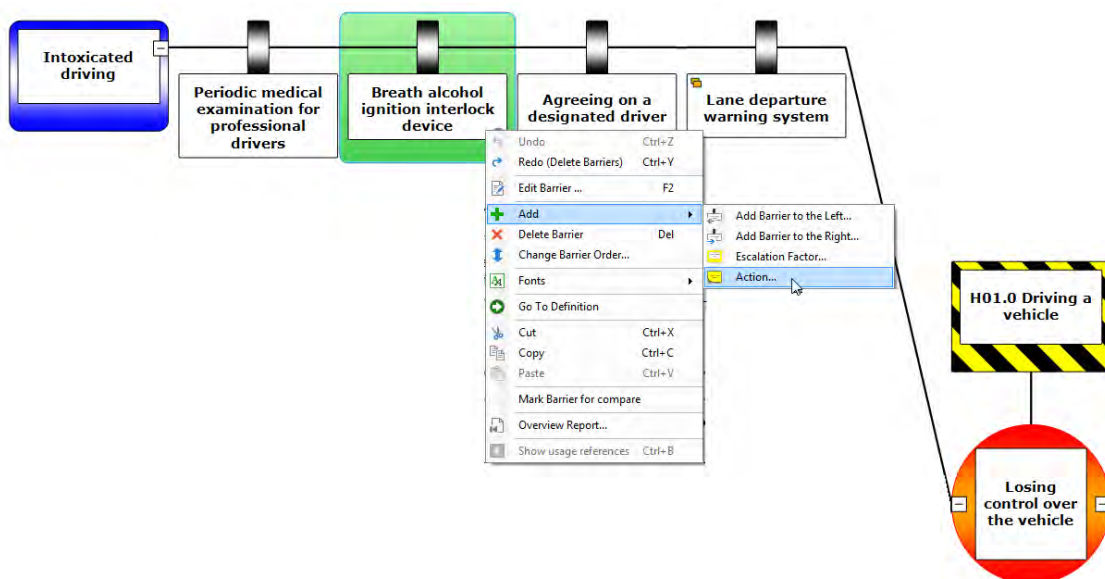 Intoxicated
driving
Periodic medical
examination for
professional
drivers
Breath alcohol
ignition interlock
device
Agreeing on a
designated driver
Lane departure
warning system
Undo Ctrl+Z
Redo (Delete Barriers) Ctrl+Y
Edit Barrier ... F2
Add
Delete Barrier Del
Change Barrier Order...
Fonts
Go To Definition
Cut Ctrl+X
Copy Ctrl+C
Paste Ctrl+V
Mark Barrier for compare
Overview Report...
Show usage references Ctrl+B
Add Barrier to the Left...
Add Barrier to the Right...
Escalation Factor...
Action...
H01.0 Driving a
vehicle
Losing
control over
the vehicle